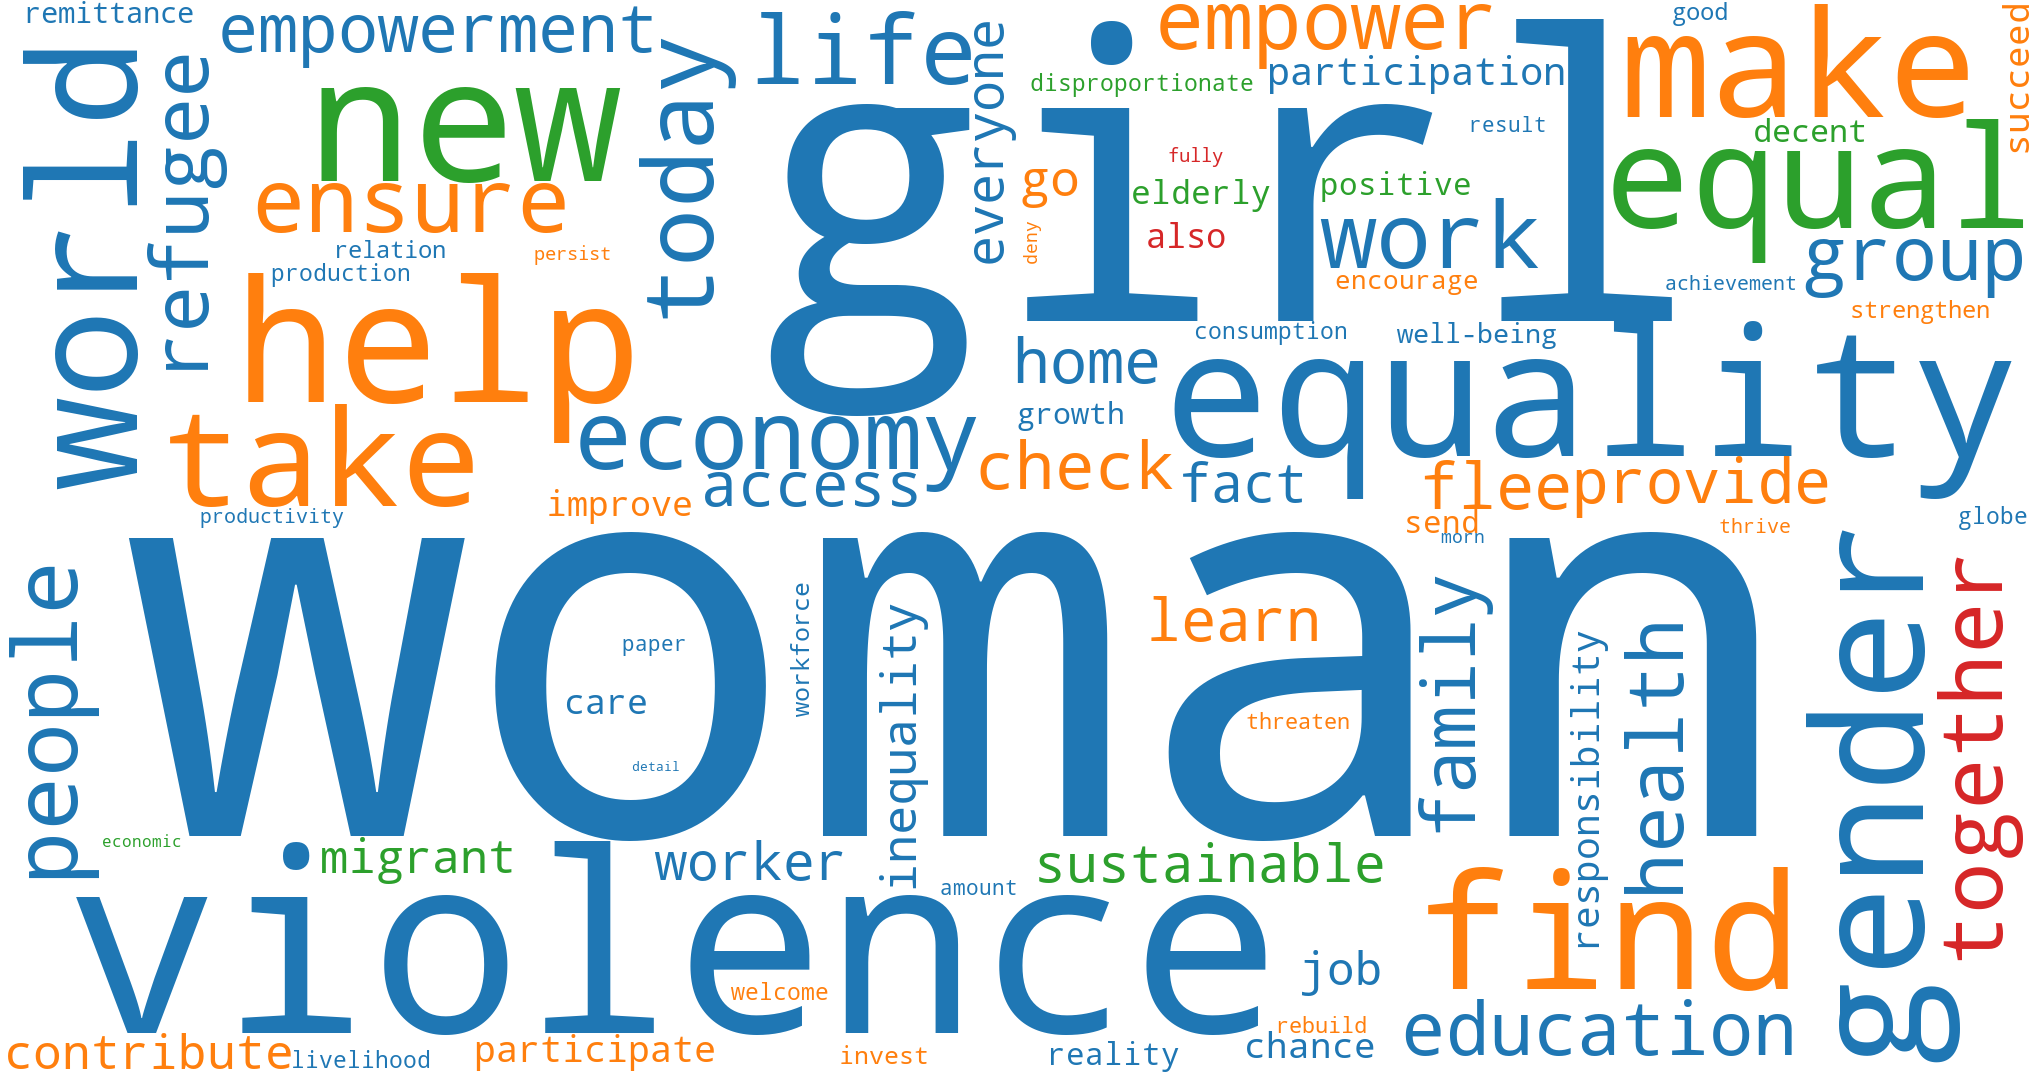 remittance
empowerment
life
empower
good
make
succeed
world
refugee
new
today
everyone
girl
disproportionate
participation
result
decent
equal
ensure
fully
go
elderly
positive
also
work
deny
group
relation
persist
production
encourage
achievement
strengthen
help
home
consumption
well-being
equality
take
economy
growth
check
access
fact
flee
provide
improve
productivity
send
morn
thrive
globe
woman
people
workforce
inequality
learn
family
responsibility
health
gender
together
paper
care
threaten
detail
economic
migrant
worker
sustainable
amount
violence
find
job
welcome
contribute
livelihood
participate
invest
reality
rebuild
chance
education